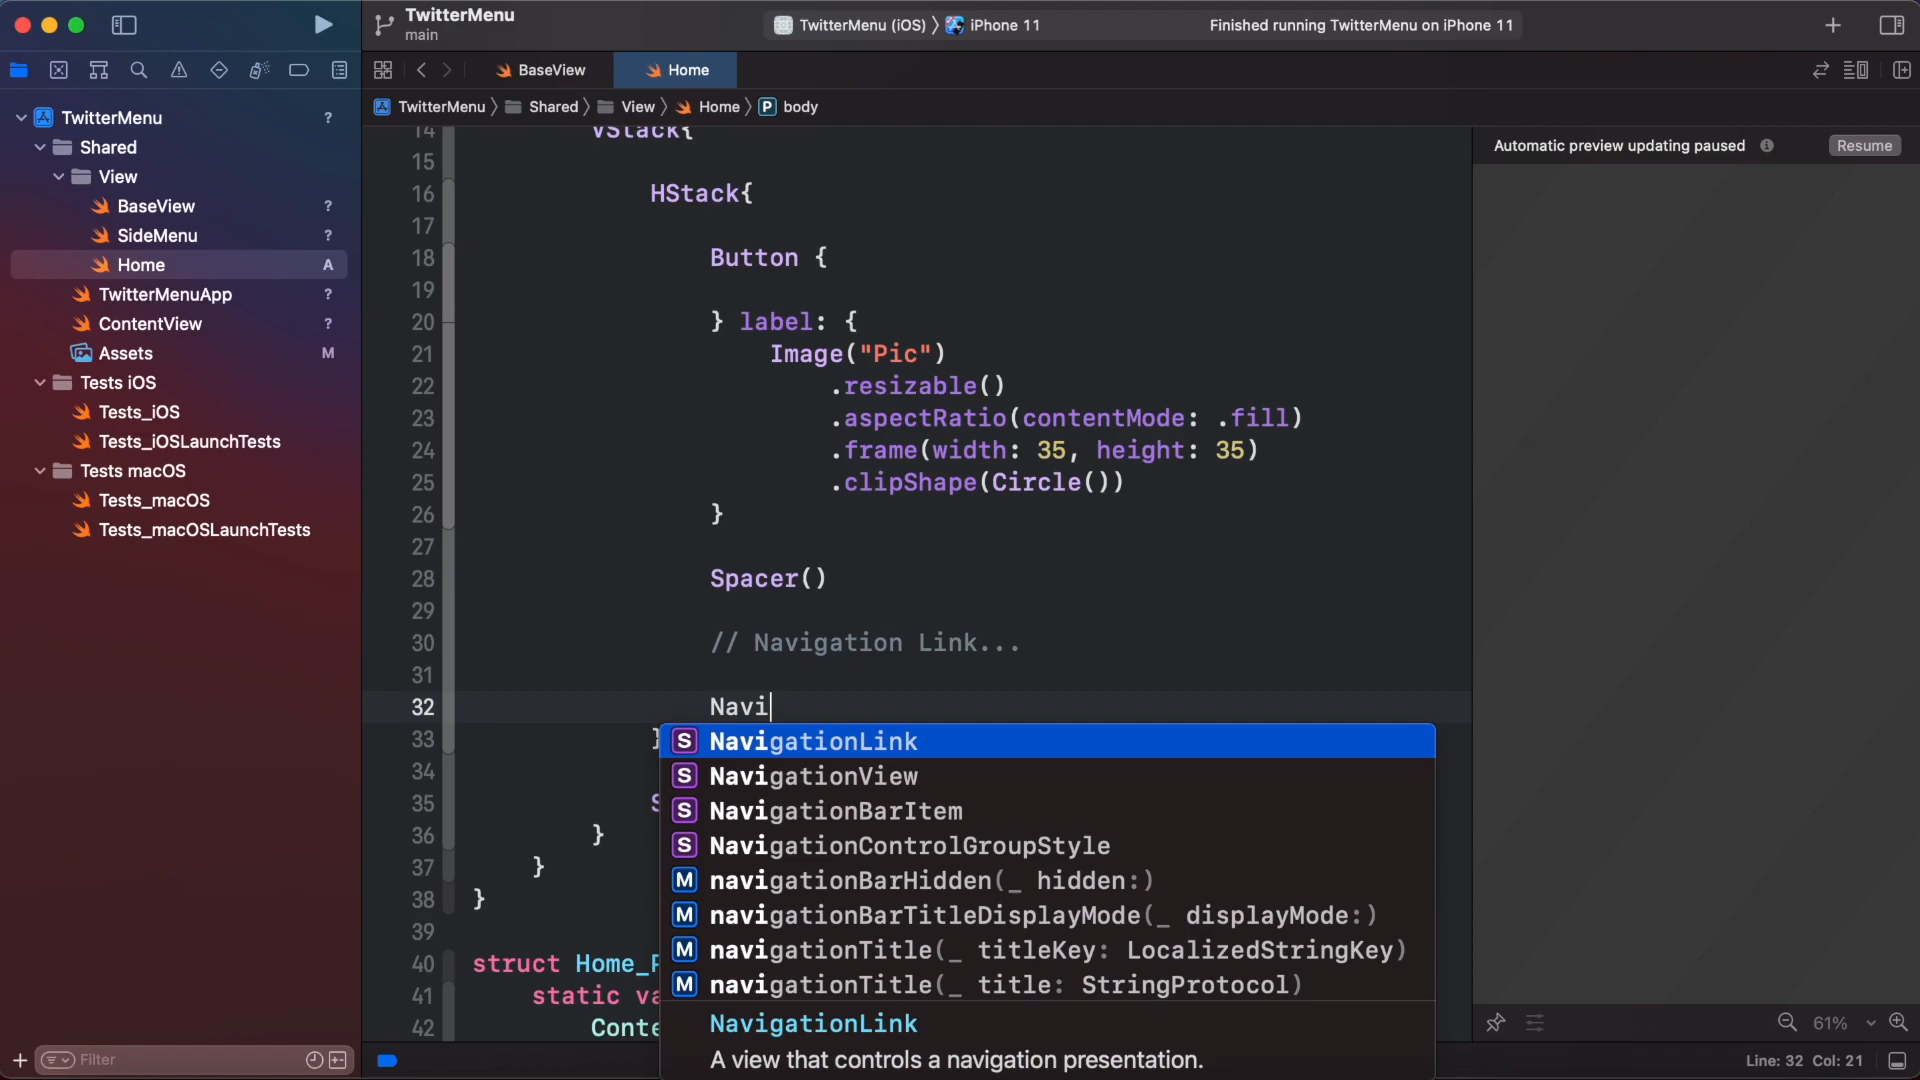 TwitterMenu
main
TwitterMenu (iOS) iPhone 11
Finished running TwitterMenu on iPhone 11
BaseView
Home
TwitterMenu Shared View Home P body
TwitterMenu ?
Shared
View
BaseView ?
SideMenu ?
Home A
TwitterMenuApp ?
ContentView ?
Assets M
Tests iOS
Tests_iOS
Tests_iOSLaunchTests
Tests macOS
Tests_macOS
Tests_macOSLaunchTests
Filter
14 VStack{
15
16 HStack{
17
18 Button {
19
20 } label: {
21 Image("Pic")
22 .resizable()
23 .aspectRatio(contentMode: .fill)
24 .frame(width: 35, height: 35)
25 .clipShape(Circle())
26 }
27
28 Spacer()
29
30 // Navigation Link...
31
32 Navi
33 }
34
35 S
36 }
37 }
38 }
39
40 struct Home_P
41 static va
42 Conte
S NavigationLink
S NavigationView
S NavigationBarItem
S NavigationControlGroupStyle
M navigationBarHidden(_ hidden:)
M navigationBarTitleDisplayMode(_ displayMode:)
M navigationTitle(_ titleKey: LocalizedStringKey)
M navigationTitle(_ title: StringProtocol)
NavigationLink
A view that controls a navigation presentation.
Automatic preview updating paused
Resume
61%
Line: 32 Col: 21